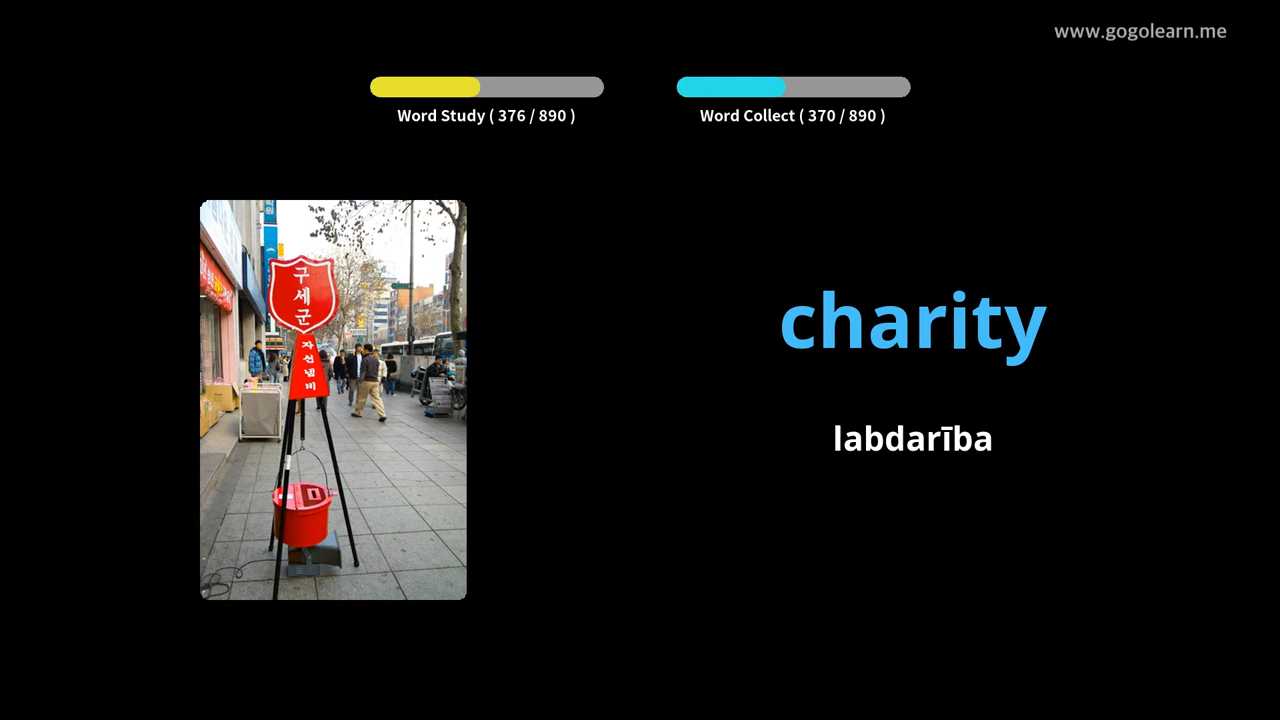 www.gogolearn.me
Word Study ( 376 / 890 )
Word Collect ( 370 / 890 )
구
세
군
자
선
냄
비
charity
labdarība